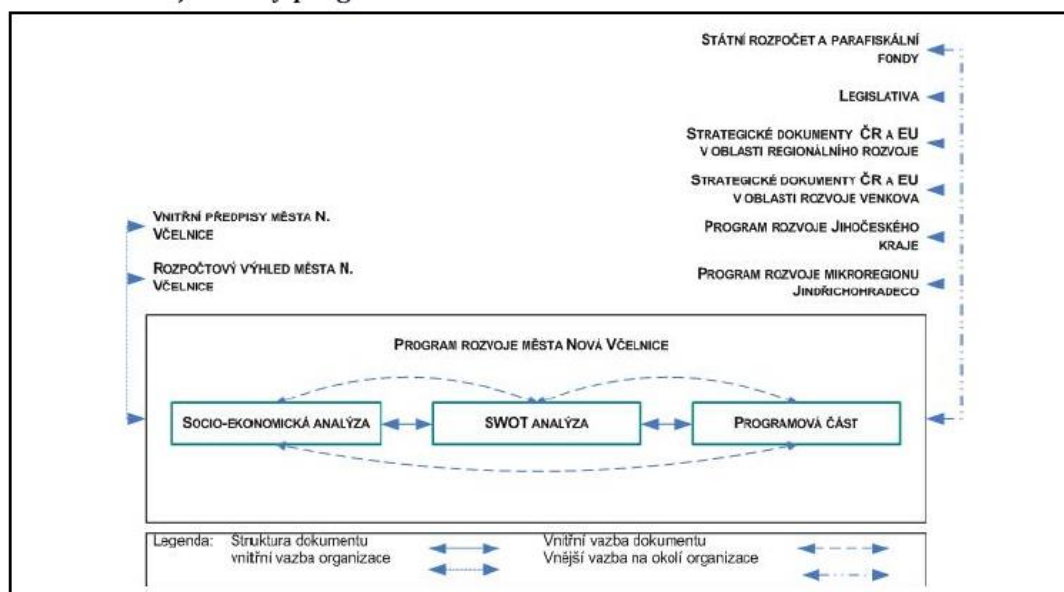 STÁTNÍ ROZPOČET A PARAFISKÁLNÍ
FONDY
LEGISLATIVA
STRATEGICKÉ DOKUMENTY ČR A EU
V OBLASTI REGIONÁLNÍHO ROZVOJE
STRATEGICKÉ DOKUMENTY ČR A EU
V OBLASTI ROZVOJE VENKOVA
PROGRAM ROZVOJE JIHOČESKÉHO
KRAJE
PROGRAM ROZVOJE MIKROREGIONU
JINDŘICHOHRADECO
VNITŘNÍ PŘEDPISY MĚSTA N.
VČELNICE
ROZPOČTOVÝ VÝHLED MĚSTA N.
VČELNICE
PROGRAM ROZVOJE MĚSTA NOVÁ VČELNICE
SOCIO-EKONOMICKÁ ANALÝZA
SWOT ANALÝZA
PROGRAMOVÁ ČÁST
Legenda: Struktura dokumentu
vnitřní vazba organizace
Vnitřní vazba dokumentu
Vnější vazba na okolí organizace